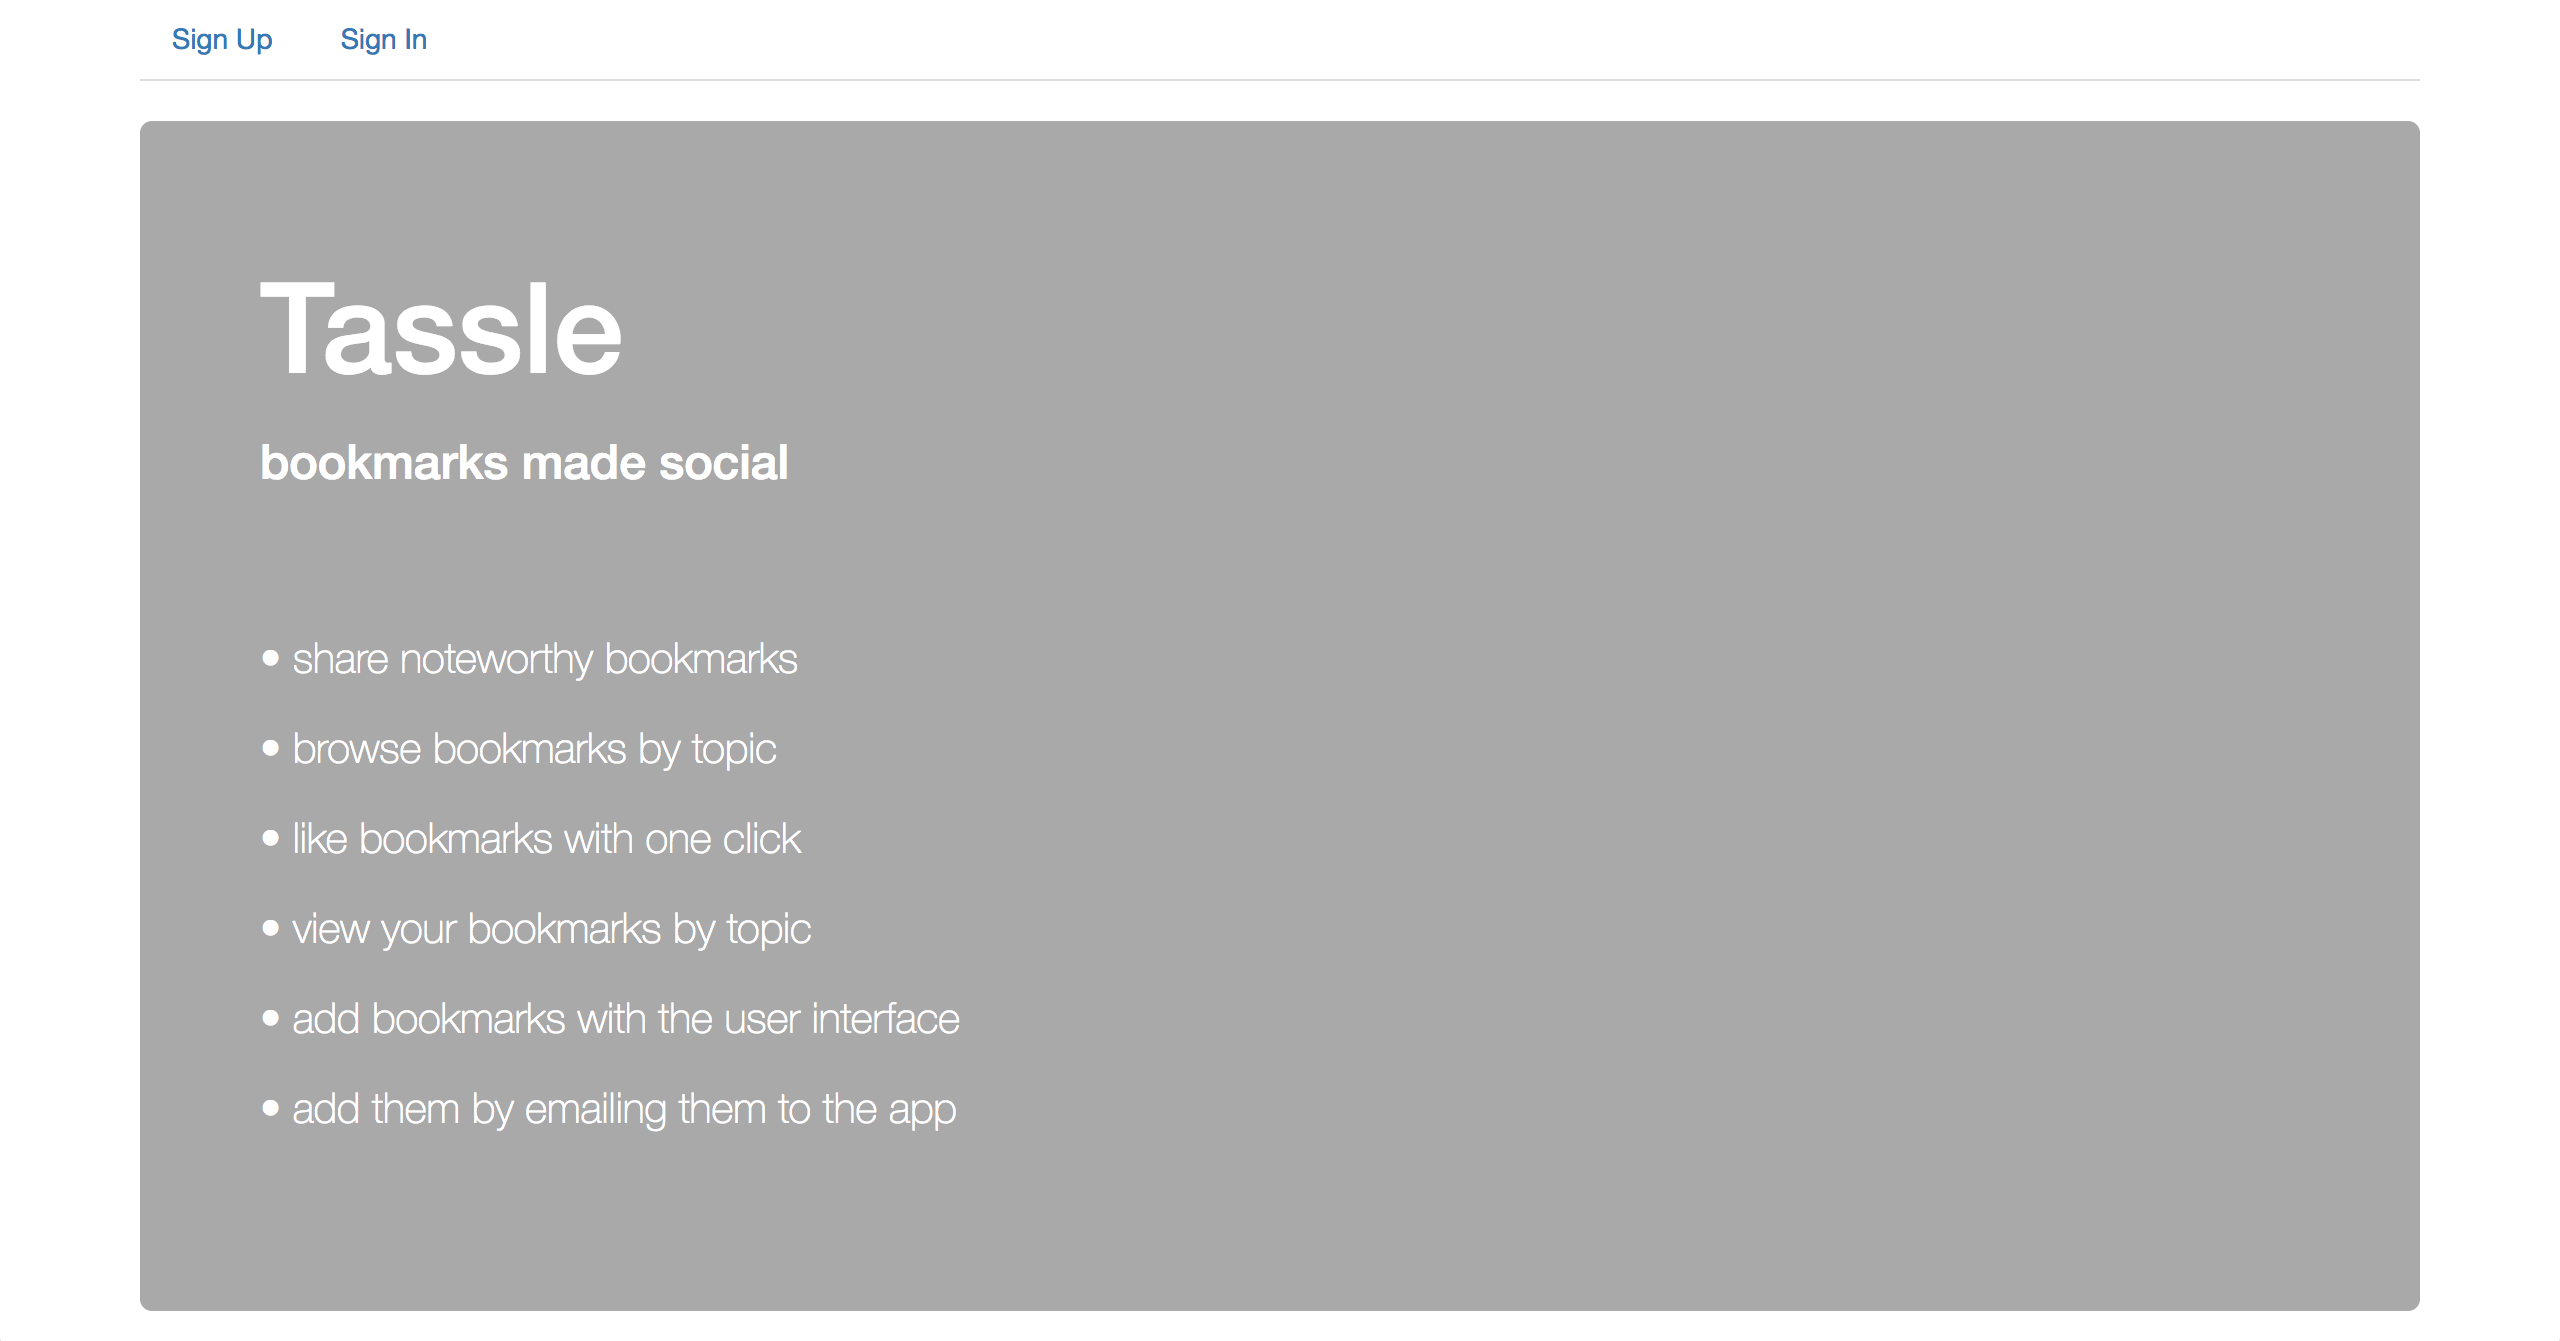 Sign Up Sign In
Tassle
bookmarks made social
• share noteworthy bookmarks
• browse bookmarks by topic
• like bookmarks with one click
• view your bookmarks by topic
• add bookmarks with the user interface
• add them by emailing them to the app